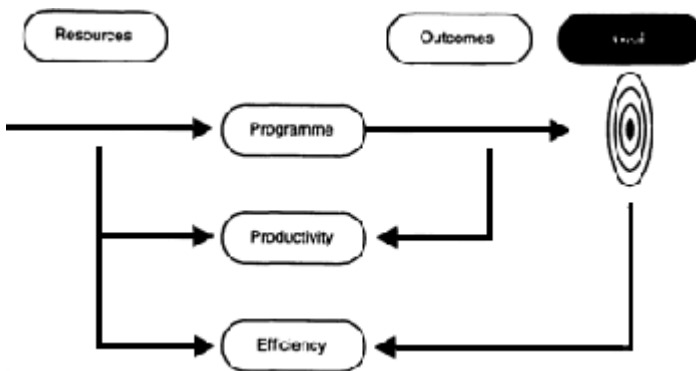 Resources
Outcomes
Programme
Productivity
Efficiency